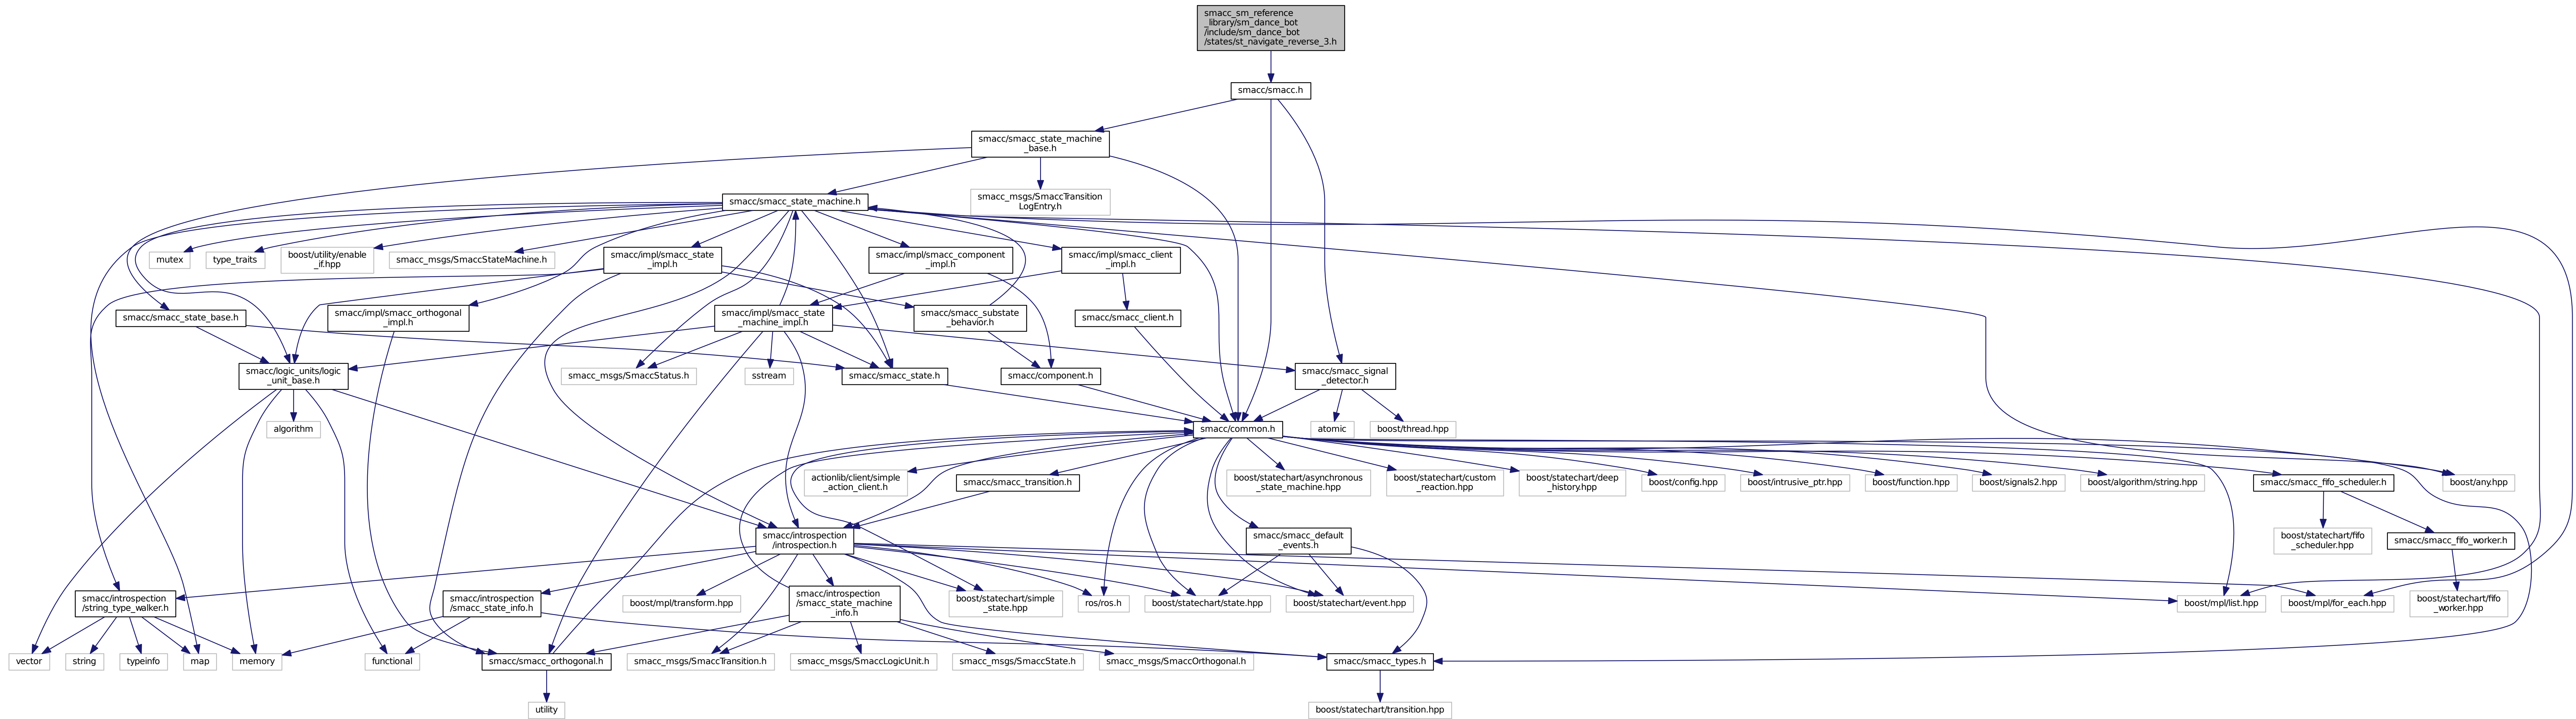 smacc_sm_reference
_library/sm_dance_bot
/include/sm_dance_bot
/states/st_navigate_reverse_3.h
smacc/smacc.h
smacc/smacc_state_machine
_base.h
smacc/smacc_state_machine.h
smacc_msgs/SmaccTransition
LogEntry.h
mutex
type_traits
boost/utility/enable
_if.hpp
smacc_msgs/SmaccStateMachine.h
smacc/impl/smacc_state
_impl.h
smacc/impl/smacc_component
_impl.h
smacc/impl/smacc_client
_impl.h
smacc/smacc_state_base.h
smacc/impl/smacc_orthogonal
_impl.h
smacc/impl/smacc_state
_machine_impl.h
smacc/smacc_substate
_behavior.h
smacc/smacc_client.h
smacc/logic_units/logic
_unit_base.h
smacc_msgs/SmaccStatus.h
sstream
smacc/smacc_state.h
smacc/component.h
smacc/smacc_signal
_detector.h
algorithm
smacc/common.h
atomic
boost/thread.hpp
actionlib/client/simple
_action_client.h
smacc/smacc_transition.h
boost/statechart/asynchronous
_state_machine.hpp
boost/statechart/custom
_reaction.hpp
boost/statechart/deep
_history.hpp
boost/config.hpp
boost/intrusive_ptr.hpp
boost/function.hpp
boost/signals2.hpp
boost/algorithm/string.hpp
smacc/smacc_fifo_scheduler.h
boost/any.hpp
smacc/introspection
/introspection.h
smacc/smacc_default
_events.h
boost/statechart/fifo
_scheduler.hpp
smacc/smacc_fifo_worker.h
smacc/introspection
/string_type_walker.h
smacc/introspection
/smacc_state_info.h
boost/mpl/transform.hpp
smacc/introspection
/smacc_state_machine
_info.h
boost/statechart/simple
_state.hpp
ros/ros.h
boost/statechart/state.hpp
boost/statechart/event.hpp
boost/mpl/list.hpp
boost/mpl/for_each.hpp
boost/statechart/fifo
_worker.hpp
vector
string
typeinfo
map
memory
functional
smacc/smacc_orthogonal.h
smacc_msgs/SmaccTransition.h
smacc_msgs/SmaccLogicUnit.h
smacc_msgs/SmaccState.h
smacc_msgs/SmaccOrthogonal.h
smacc/smacc_types.h
utility
boost/statechart/transition.hpp